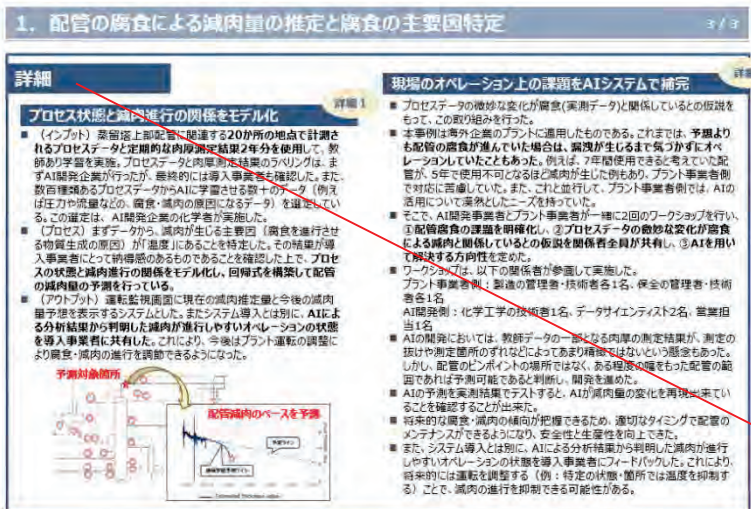 1. 配管の腐食による減肉量の推定と腐食の主要因特定
3 / 3
詳細
詳細1
プロセス状態と減肉進行の関係をモデル化
■ （インプット）蒸留塔上部配管に関連する20か所の地点で計測さ
れるプロセスデータと定期的な肉厚測定結果2年分を使用して、教
師あり学習を実施。プロセスデータと肉厚測定結果のラベリングは、ま
ずAI開発企業が行ったが、最終的には導入事業者も確認した。また、
数百種類あるプロセスデータからAIに学習させる数十のデータ（例え
ば圧力や流量などの、腐食・減肉の原因になるデータ）を選定してい
る。この選定は、AI開発企業の化学者が実施した。
■ （プロセス）まずデータから、減肉が生じる主要因（腐食を進行させ
る物質生成の原因）が「温度」にあることを特定した。その結果が導
入事業者にとって納得感のあるものであることを確認した上で、プロセ
スの状態と減肉進行の関係をモデル化し、回帰式を構築して配管
の減肉量の予測を行っている。
■ （アウトプット）運転監視画面に現在の減肉推定量と今後の減肉
量予想を表示するシステムとした。またシステム導入とは別に、AIによ
る分析結果から判明した減肉が進行しやすいオペレーションの状態
を導入事業者に共有した。これにより、今後はプラント運転の調整に
より腐食・減肉の進行を調節できるようになった。
予測対象箇所
配管減肉のペースを予測
現場のオペレーション上の課題をAIシステムで補完
■ プロセスデータの微妙な変化が腐食(実測データ)と関係しているとの仮説を
もって、この取り組みを行った。
■ 本事例は海外企業のプラントに適用したものである。これまでは、予想より
も配管の腐食が進んでいた場合は、漏洩が生じるまで気づかずにオペ
レーションしていたこともあった。例えば、7年間使用できると考えていた配
管が、5年で使用不可となるほど減肉が生じた例もあり、プラント事業者側
で対応に苦慮していた。また、これと並行して、プラント事業者側では、AIの
活用について漠然としたニーズを持っていた。
■ そこで、AI開発事業者とプラント事業者が一緒に2回のワークショップを行い、
①配管腐食の課題を明確化し、②プロセスデータの微妙な変化が腐食
による減肉と関係しているとの仮説を関係者全員が共有し、③AIを用い
て解決する方向性を定めた。
■ ワークショップは、以下の関係者が参画して実施した。
プラント事業者側：製造の管理者・技術者各1名、保全の管理者・技術
者各1名
AI開発側：化学工学の技術者1名、データサイエンティスト2名、営業担
当1名
■ AIの開発においては、教師データの一部となる肉厚の測定結果が、測定の
抜けや測定箇所のずれなどによってあまり精緻ではないという懸念もあった。
しかし、配管のピンポイントの場所ではなく、ある程度の幅をもった配管の範
囲であれば予測可能であると判断し、開発を進めた。
■ AIの予測を実測結果でテストすると、AIが減肉量の変化を再現出来てい
ることを確認することが出来た。
■ 将来的な腐食・減肉の傾向が把握できるため、適切なタイミングで配管の
メンテナンスができるようになり、安全性と生産性を向上できた。
■ また、システム導入とは別に、AIによる分析結果から判明した減肉が進行
しやすいオペレーションの状態を導入事業者にフィードバックした。これにより、
将来的には運転を調整する（例：特定の状態・箇所では温度を抑制す
る）ことで、減肉の進行を抑制できる可能性がある。